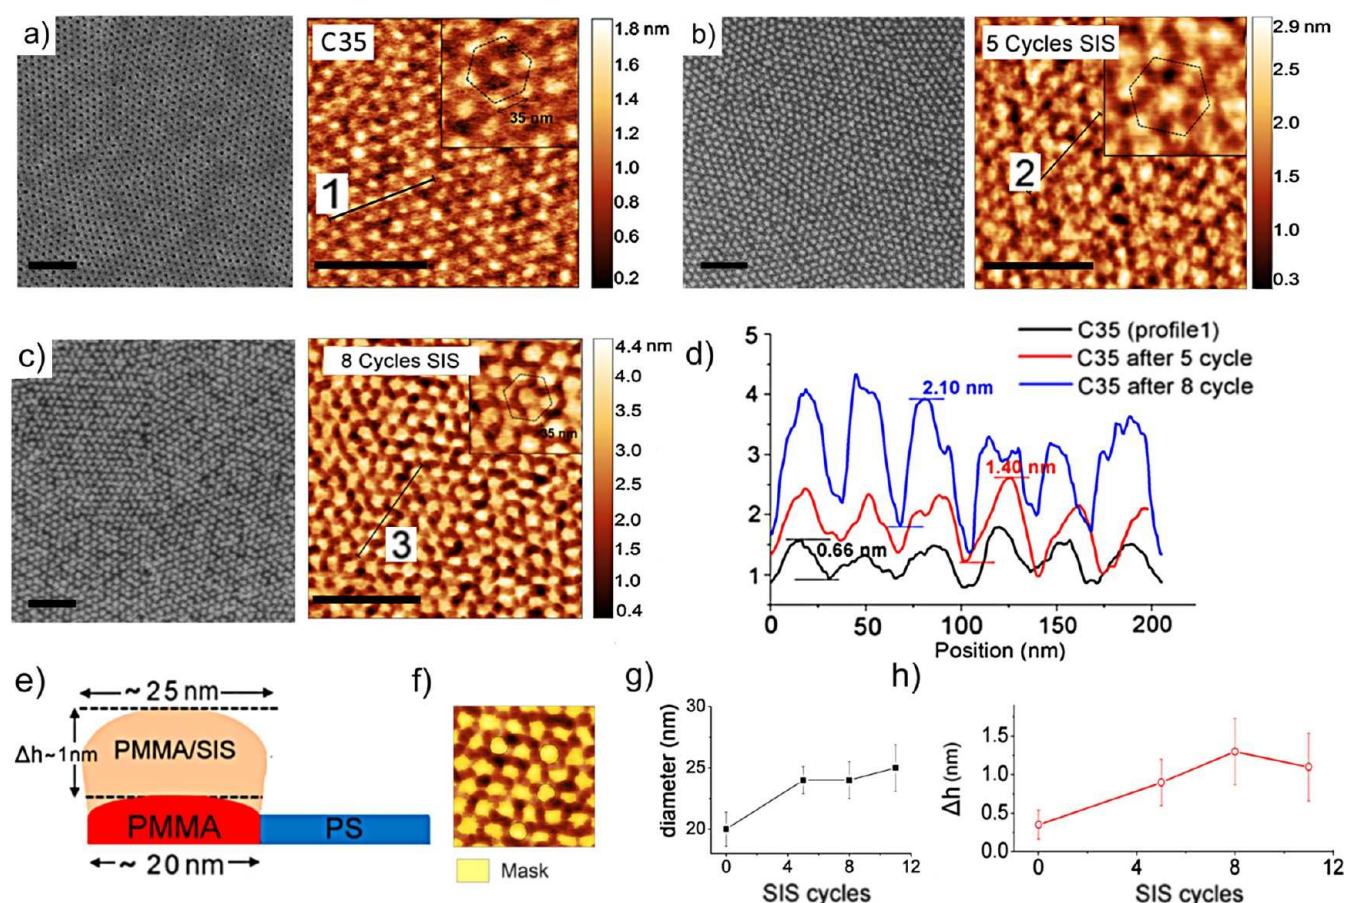 a)
C35
35 nm
1
1.8 nm
1.6
1.4
1.2
1.0
0.8
0.6
0.4
0.2
b)
5 Cycles SIS
2
2.9 nm
2.5
2.0
1.5
1.0
0.3
c)
8 Cycles SIS
35 nm
3
4.4 nm
4.0
3.5
3.0
2.5
2.0
1.5
1.0
0.4
d)
C35 (profile1)
C35 after 5 cycle
C35 after 8 cycle
2.10 nm
1.40 nm
0.66 nm
5
4
3
2
1
0 50 100 150 200
Position (nm)
e)
~ 25 nm
Δh~1nm
PMMA/SIS
PMMA
PS
~ 20 nm
f)
Mask
g)
diameter (nm)
30
25
20
0 4 8 12
SIS cycles
h)
Δh (nm)
1.5
1.0
0.5
0.0
0 4 8 12
SIS cycles